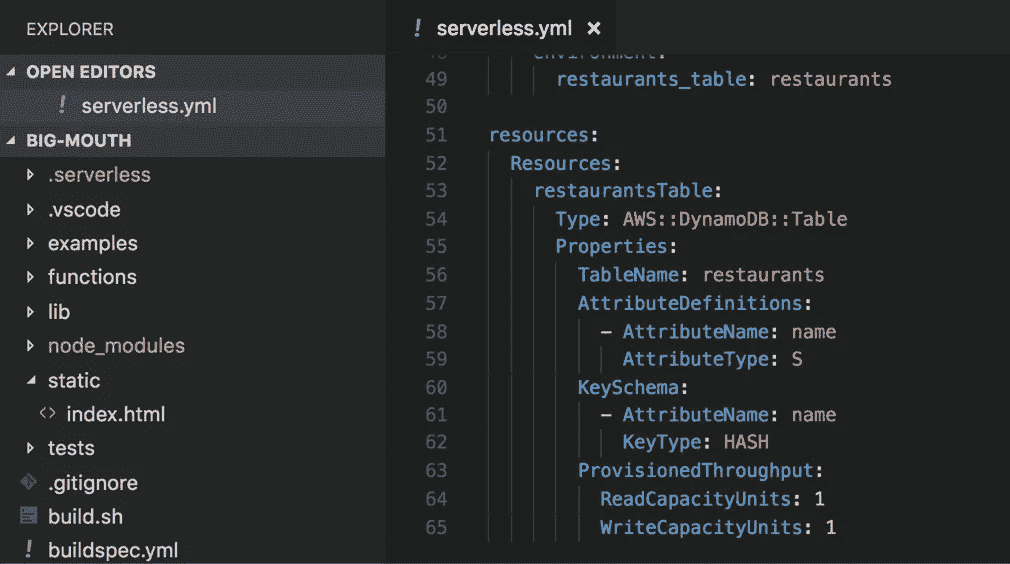 EXPLORER
OPEN EDITORS
! serverless.yml
BIG-MOUTH
.serverless
.vscode
examples
functions
lib
node_modules
static
<> index.html
tests
.gitignore
build.sh
! buildspec.yml
! serverless.yml ×
48 environment:
49 restaurants_table: restaurants
50
51 resources:
52 Resources:
53 restaurantsTable:
54 Type: AWS::DynamoDB::Table
55 Properties:
56 TableName: restaurants
57 AttributeDefinitions:
58 - AttributeName: name
59 AttributeType: S
60 KeySchema:
61 - AttributeName: name
62 KeyType: HASH
63 ProvisionedThroughput:
64 ReadCapacityUnits: 1
65 WriteCapacityUnits: 1